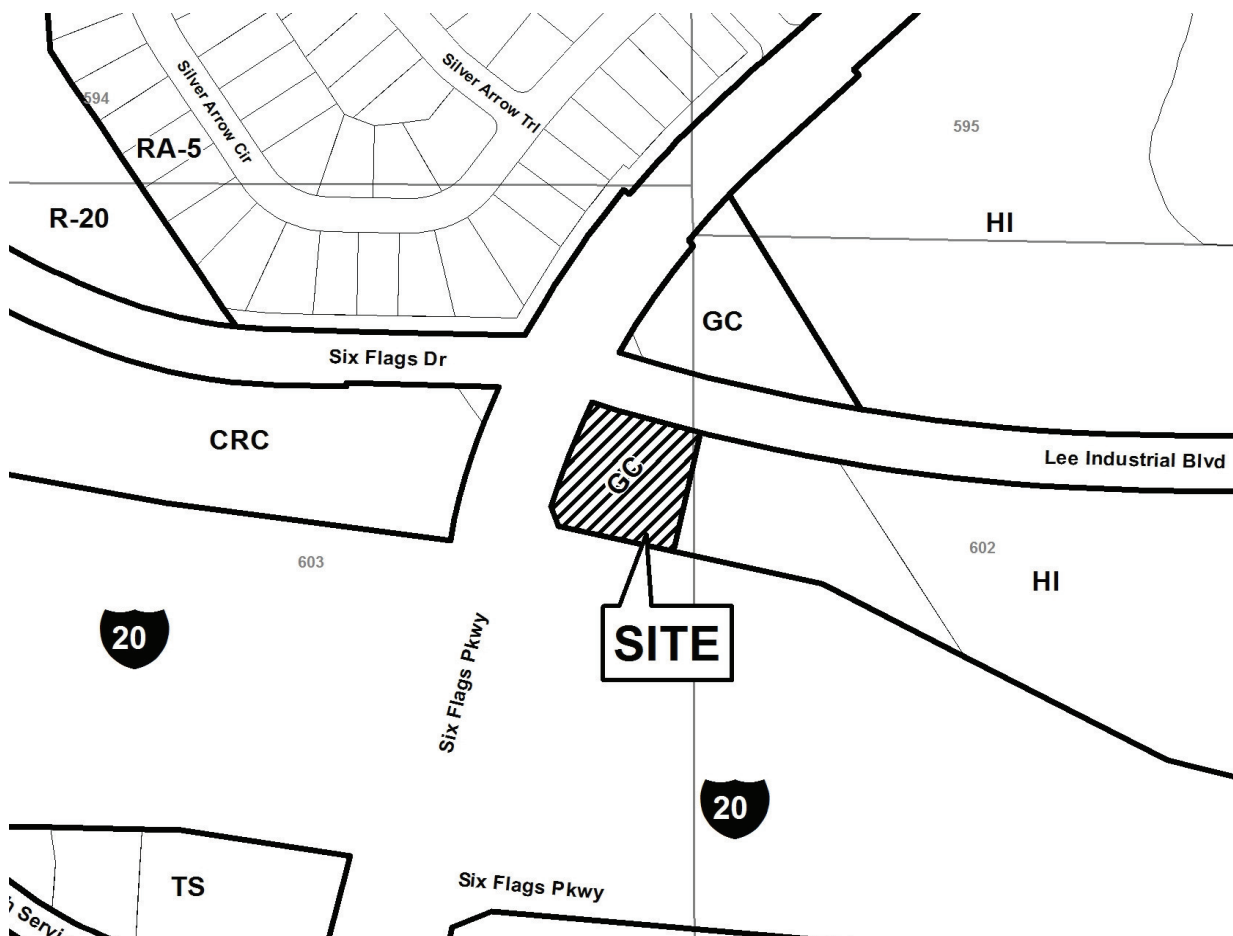 Silver Arrow Cir
Silver Arrow Trl
594
RA-5
595
R-20
HI
GC
Six Flags Dr
CRC
Lee Industrial Blvd
GC
603
602
HI
20
SITE
Six Flags Pkwy
20
TS
Six Flags Pkwy